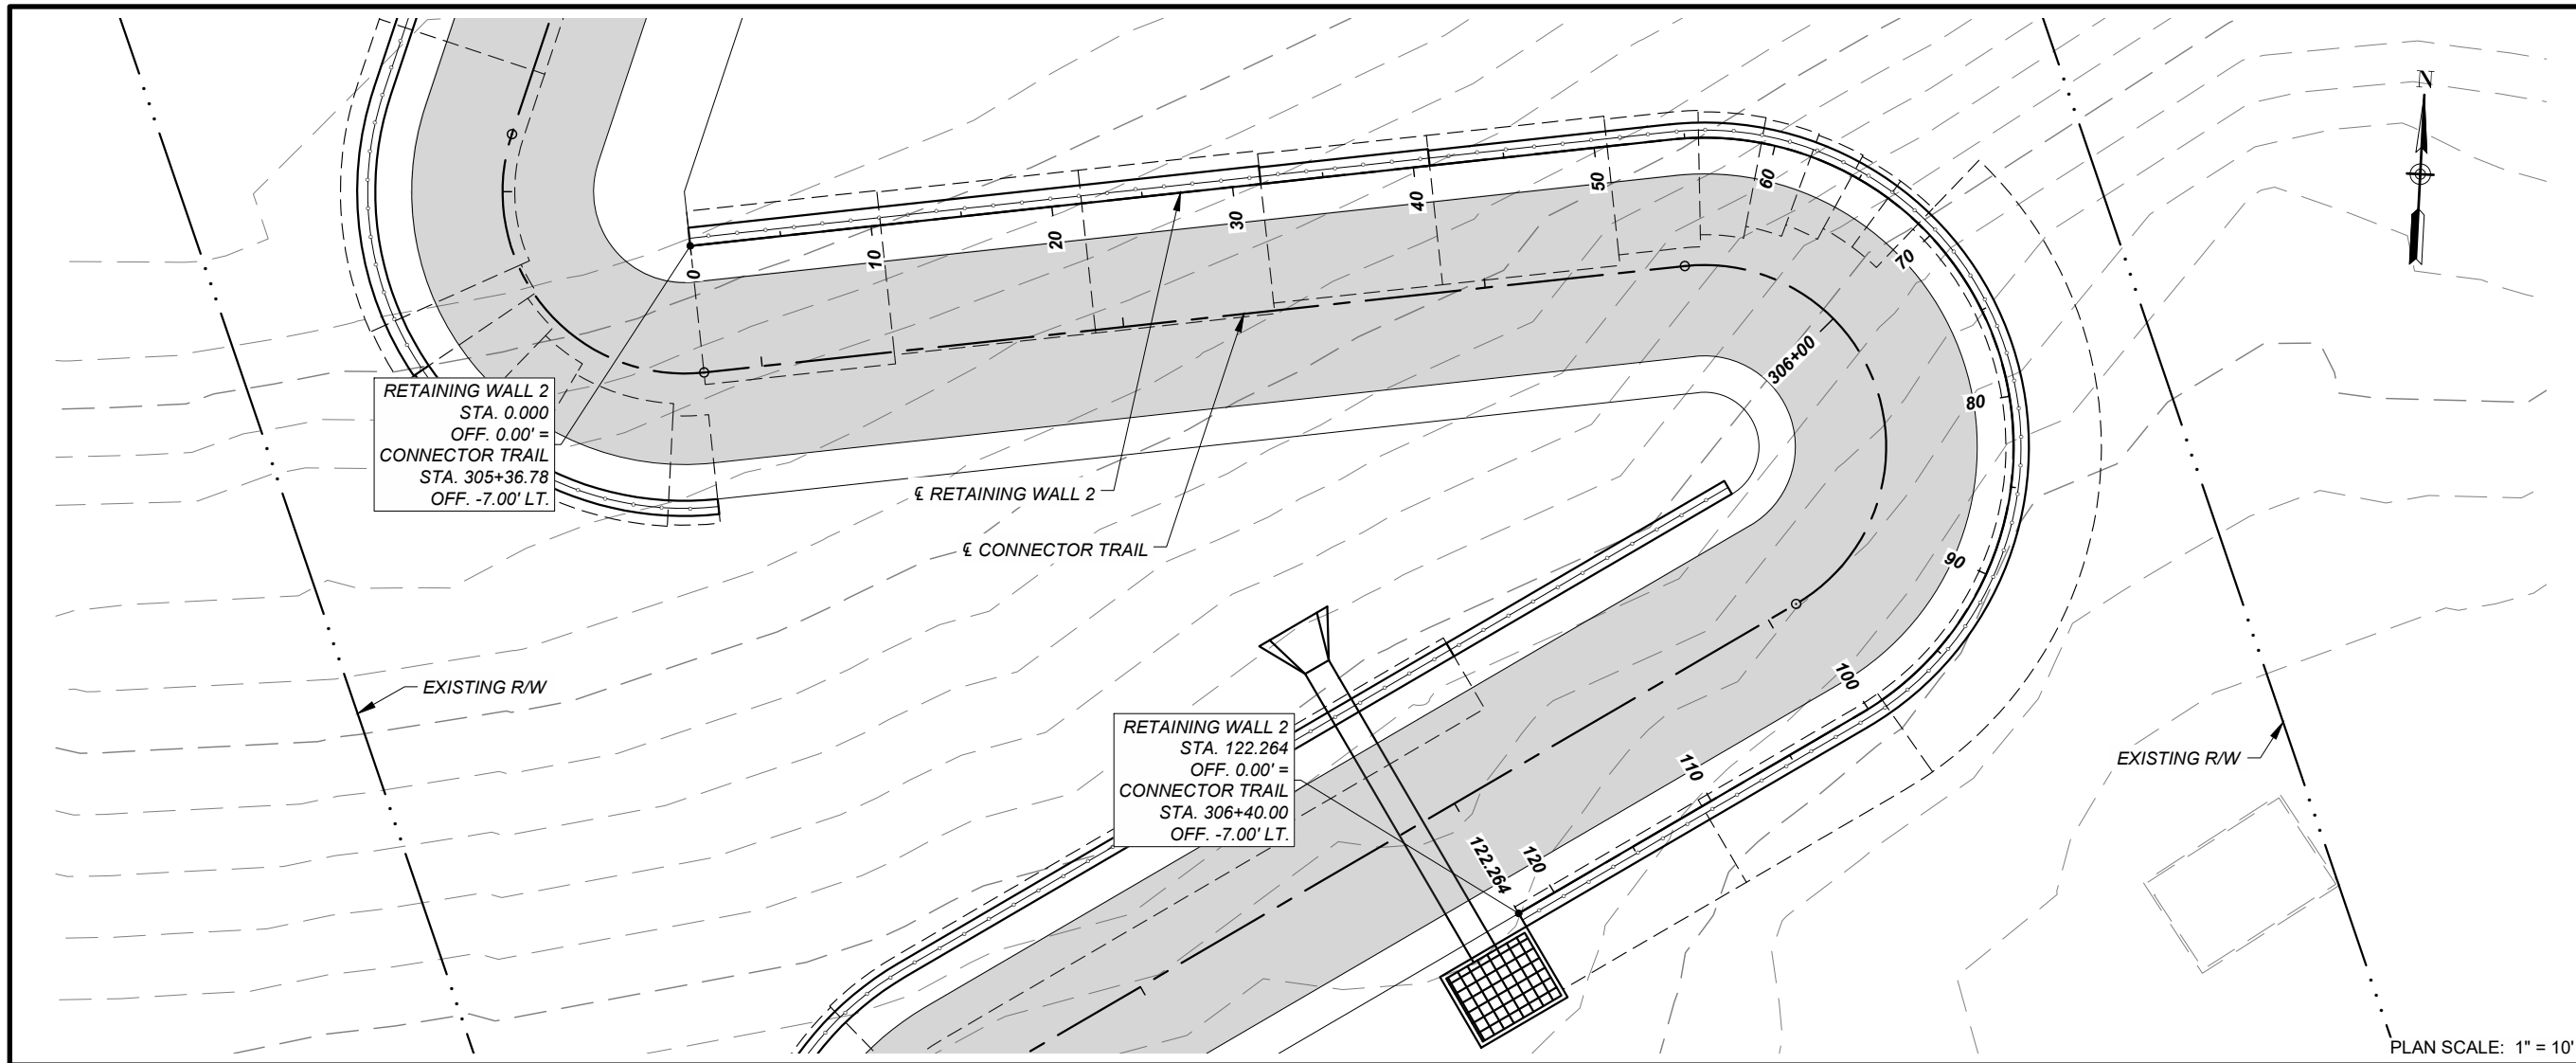 N
0
10
20
30
40
50
60
70
80
90
100
110
120
122.264
306+00
RETAINING WALL 2
STA. 0.000
OFF. 0.00' =
CONNECTOR TRAIL
STA. 305+36.78
OFF. -7.00' LT.
℄ RETAINING WALL 2
℄ CONNECTOR TRAIL
EXISTING R/W
RETAINING WALL 2
STA. 122.264
OFF. 0.00' =
CONNECTOR TRAIL
STA. 306+40.00
OFF. -7.00' LT.
EXISTING R/W
PLAN SCALE: 1" = 10'